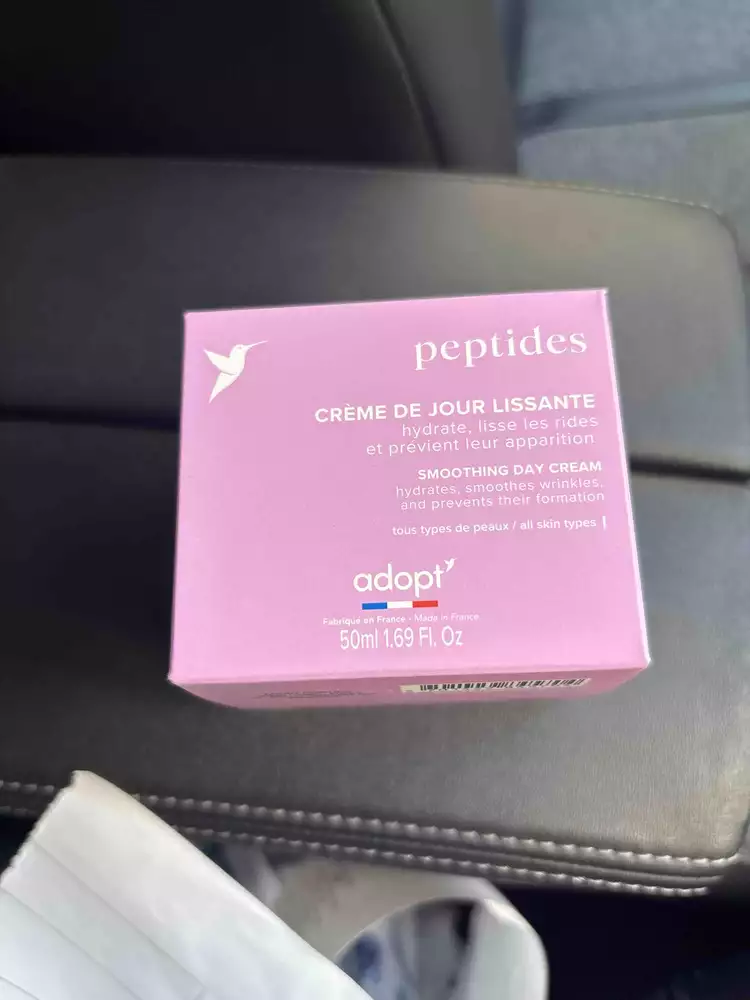 peptides
CRÈME DE JOUR LISSANTE
hydrate, lisse les rides
et prévient leur apparition
SMOOTHING DAY CREAM
hydrates, smoothes wrinkles,
and prevents their formation
tous types de peaux / all skin types
adopt
Fabriqué en France - Made in France
50ml 1.69 Fl. Oz